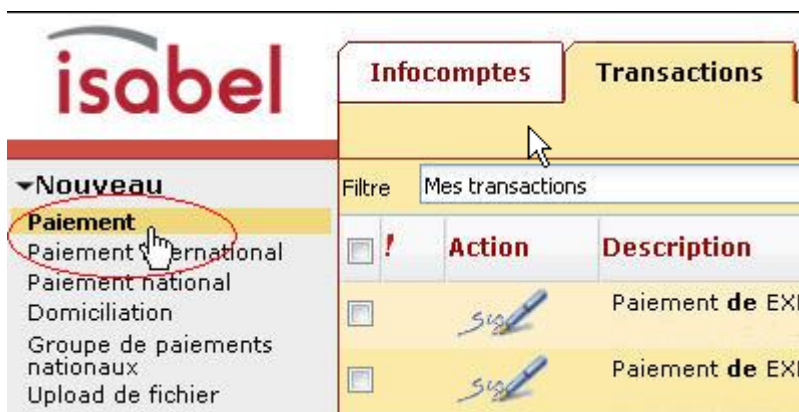 isabel
Infocomptes
Transactions
Nouveau
Filtre
Mes transactions
Paiement
Paiement
Paiement national
Domiciliation
Groupe de paiements
nationaux
Upload de fichier
! Action Description
Paiement de
Paiement de